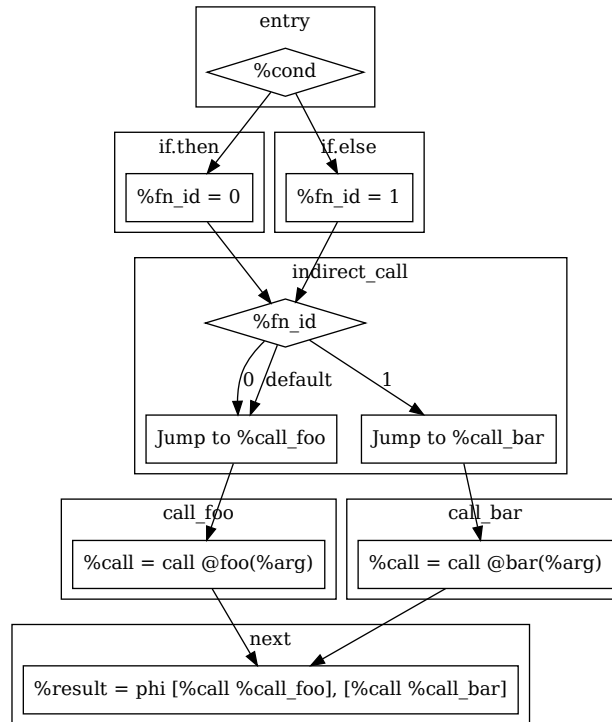 entry
%cond
if.then
if.else
%fn_id = 0
%fn_id = 1
indirect_call
%fn_id
0
default
1
Jump to %call_foo
Jump to %call_bar
call_foo
call_bar
%call = call @foo(%arg)
%call = call @bar(%arg)
next
%result = phi [%call %call_foo], [%call %call_bar]